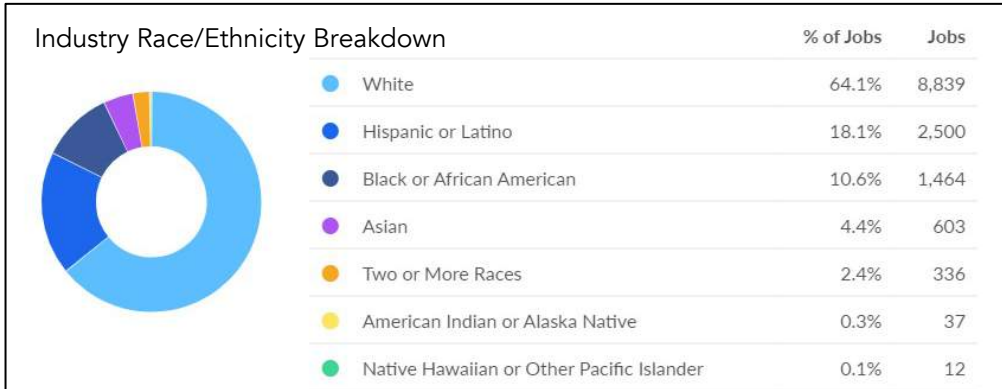 Industry Race/Ethnicity Breakdown % of Jobs Jobs
White 64.1% 8,839
Hispanic or Latino 18.1% 2,500
Black or African American 10.6% 1,464
Asian 4.4% 603
Two or More Races 2.4% 336
American Indian or Alaska Native 0.3% 37
Native Hawaiian or Other Pacific Islander 0.1% 12